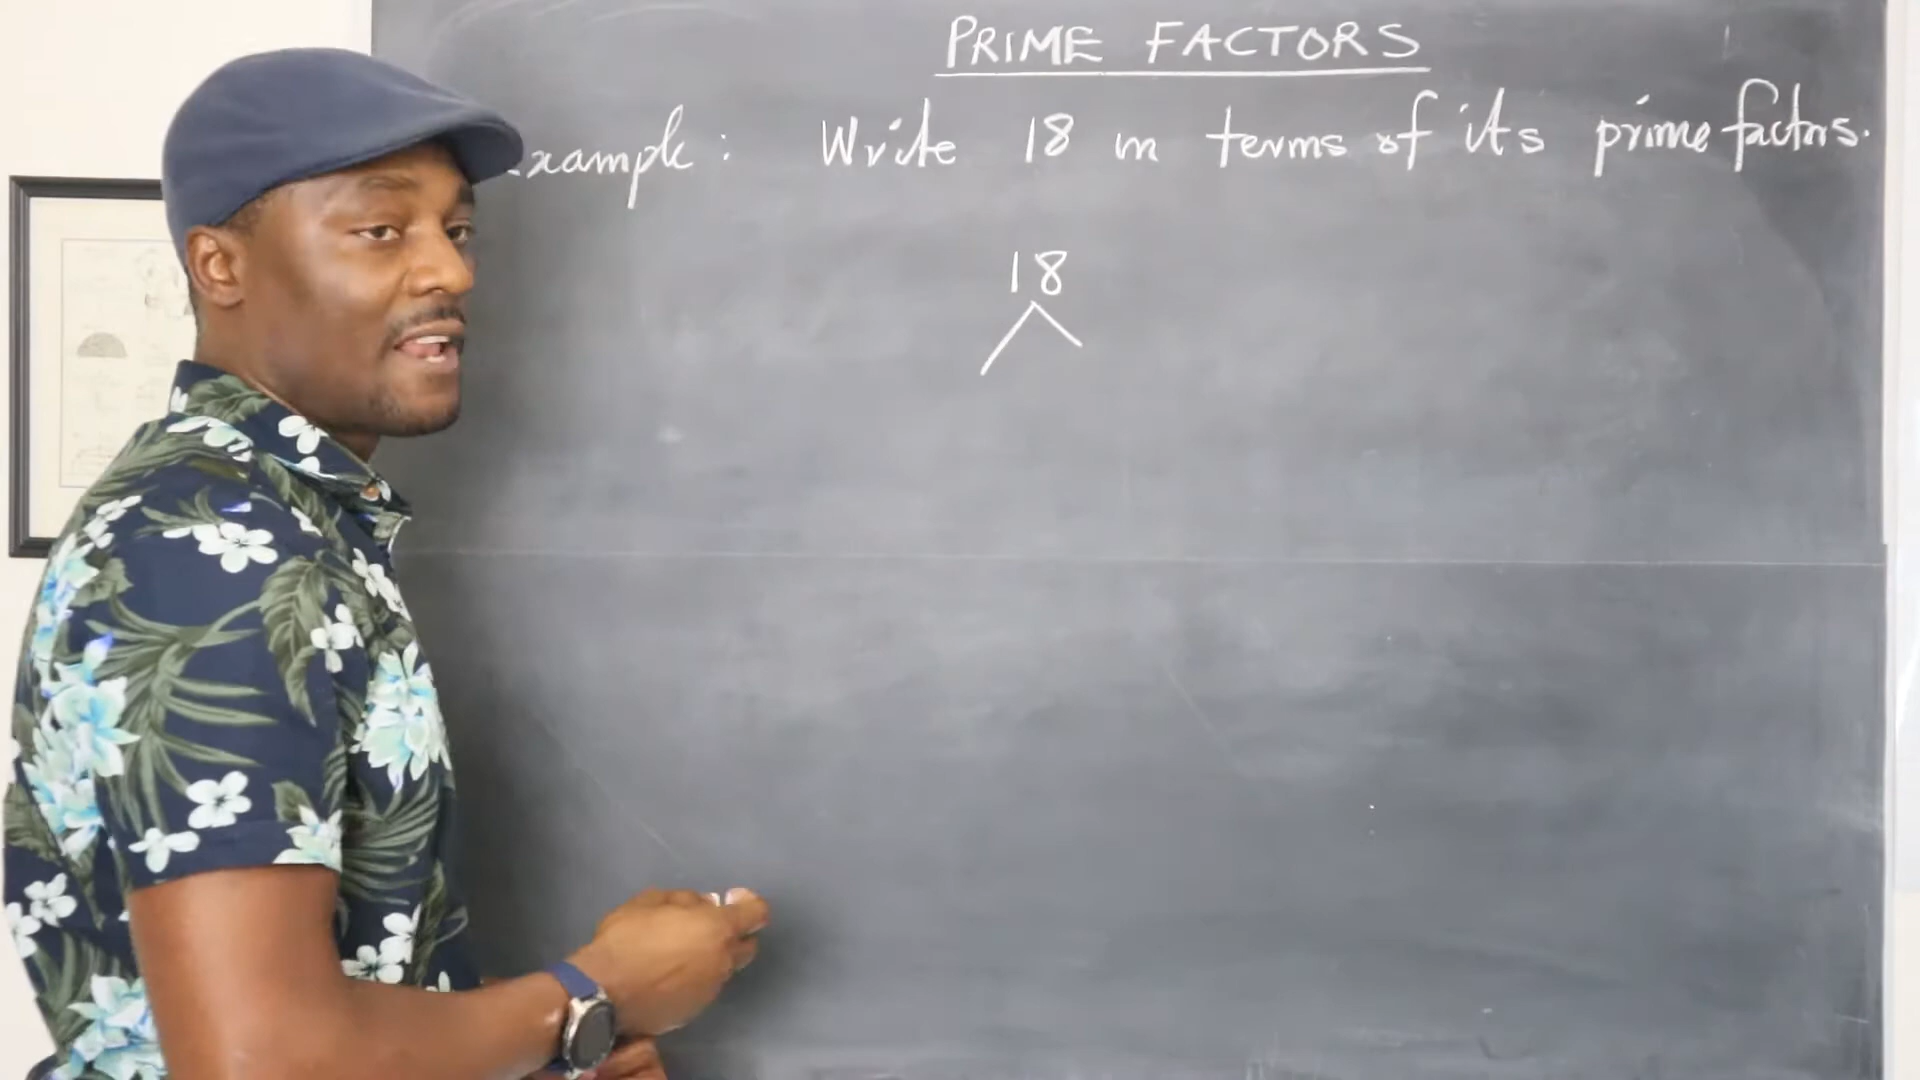 PRIME FACTORS
xample: Write 18 in terms of its prime factors.
18